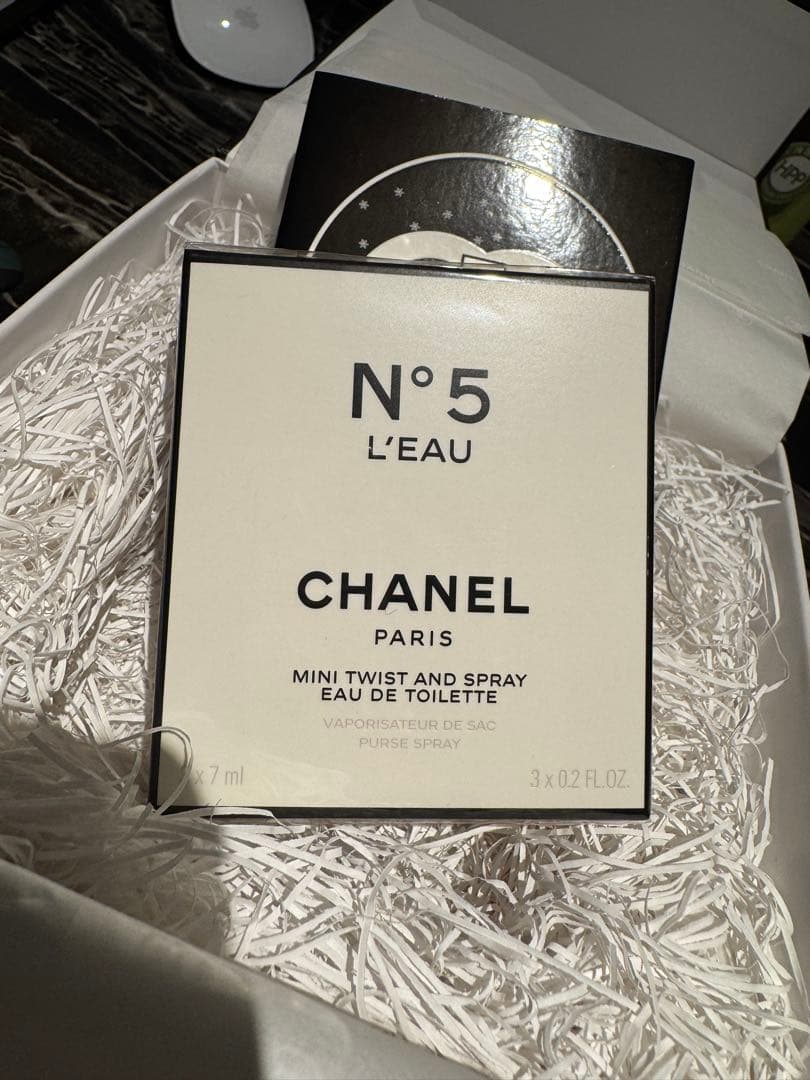 N°5
L'EAU
CHANEL
PARIS
MINI TWIST AND SPRAY
EAU DE TOILETTE
VAPORISATEUR DE SAC
PURSE SPRAY
x 7 ml
3 x 0.2 FL.OZ.
HPP